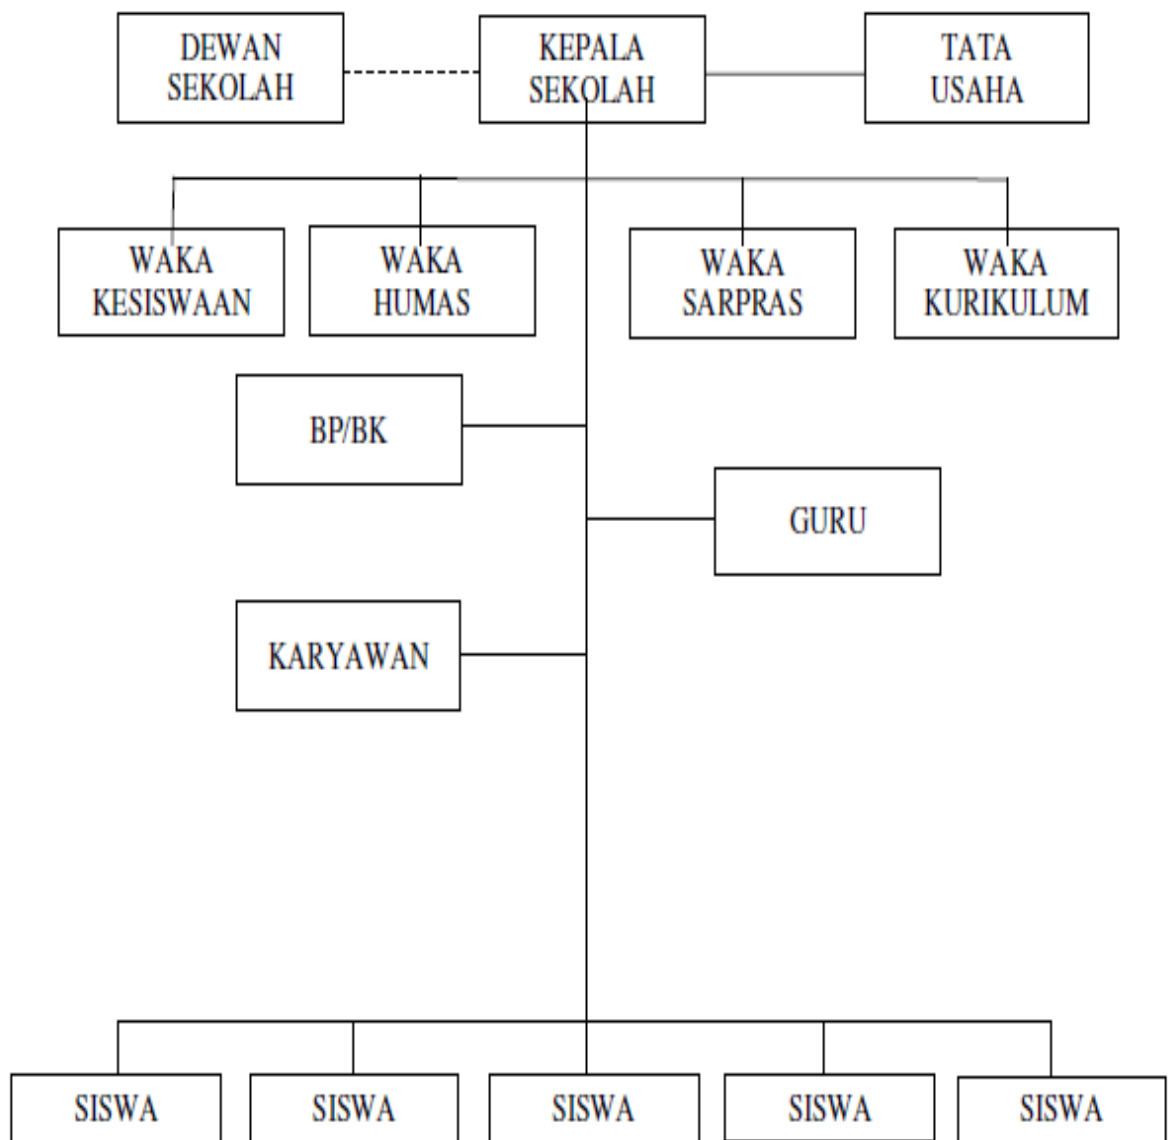 DEWAN
SEKOLAH
KEPALA
SEKOLAH
TATA
USAHA
WAKA
KESISWAAN
WAKA
HUMAS
WAKA
SARPRAS
WAKA
KURIKULUM
BP/BK
GURU
KARYAWAN
SISWA
SISWA
SISWA
SISWA
SISWA